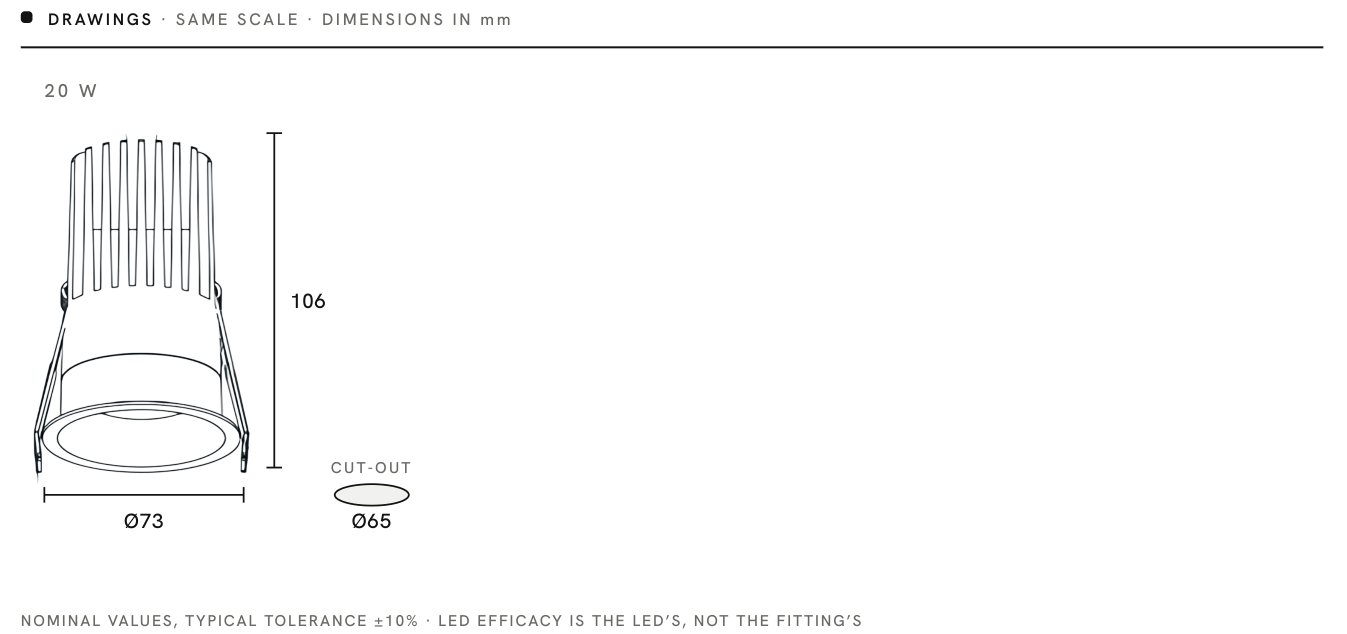 DRAWINGS · SAME SCALE · DIMENSIONS IN mm
20 W
106
CUT-OUT
Ø73
Ø65
NOMINAL VALUES, TYPICAL TOLERANCE ±10% · LED EFFICACY IS THE LED’S, NOT THE FITTING’S